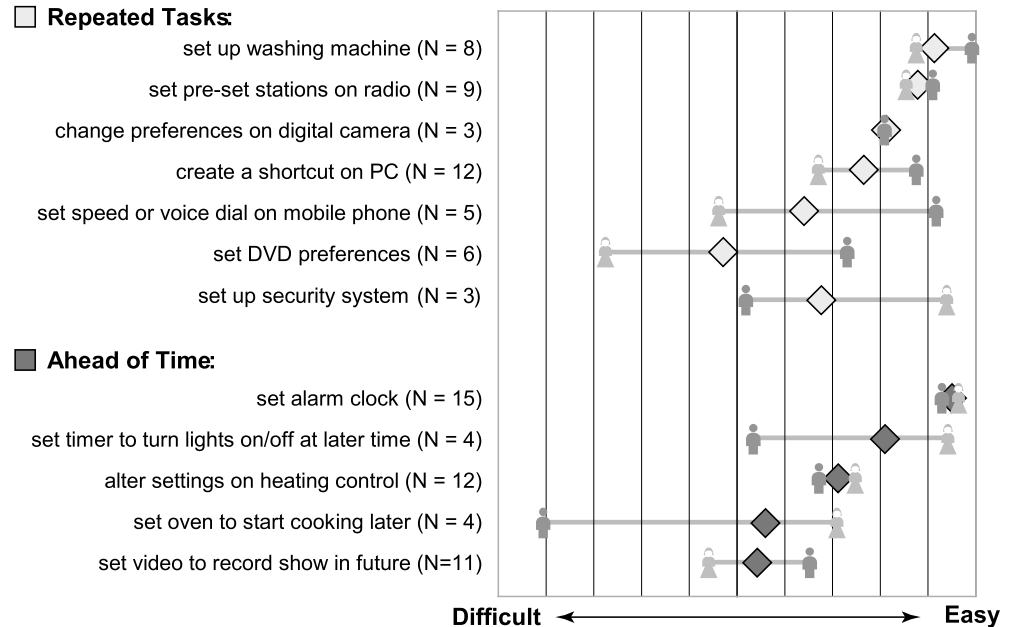 Repeated Tasks:
set up washing machine (N = 8)
set pre-set stations on radio (N = 9)
change preferences on digital camera (N = 3)
create a shortcut on PC (N = 12)
set speed or voice dial on mobile phone (N = 5)
set DVD preferences (N = 6)
set up security system (N = 3)
Ahead of Time:
set alarm clock (N = 15)
set timer to turn lights on/off at later time (N = 4)
alter settings on heating control (N = 12)
set oven to start cooking later (N = 4)
set video to record show in future (N=11)
Difficult Easy